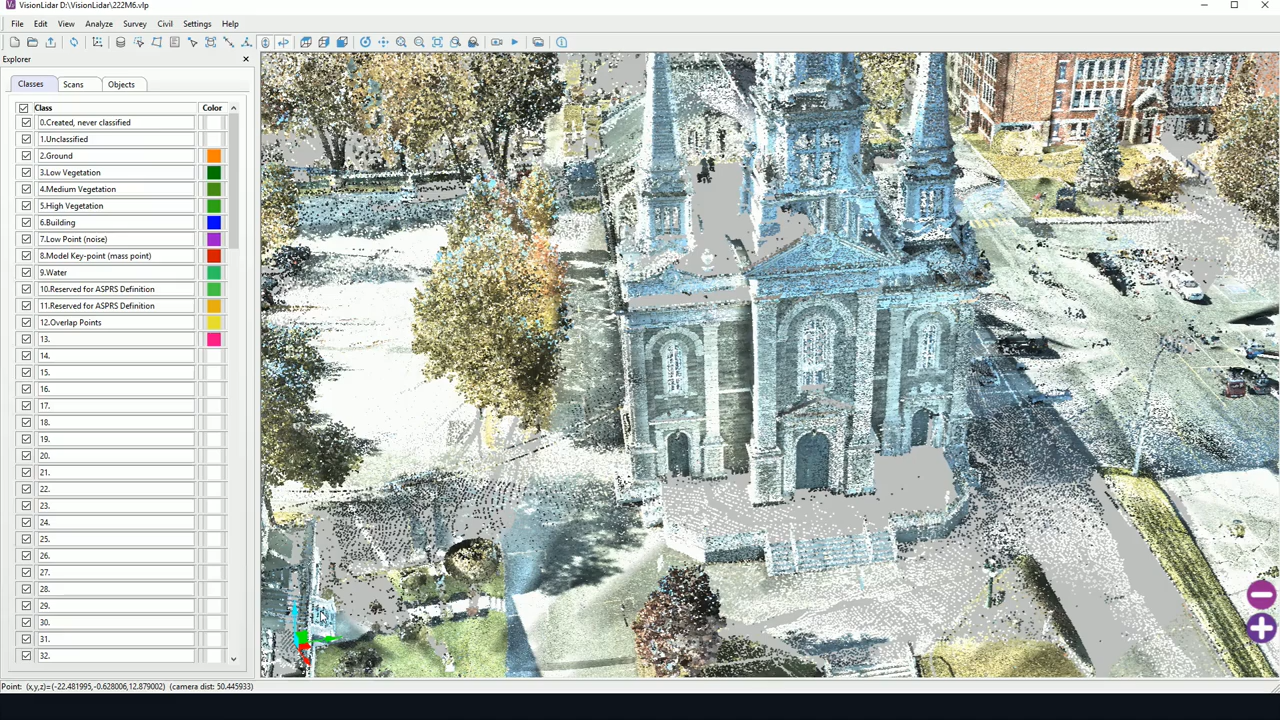 VisionLidar D:\VisionLidar\222M6.vlp
File Edit View Analyze Survey Civil Settings Help
Explorer
Classes Scans Objects
Class Color
0.Created, never classified
1.Unclassified
2.Ground
3.Low Vegetation
4.Medium Vegetation
5.High Vegetation
6.Building
7.Low Point (noise)
8.Model Key-point (mass point)
9.Water
10.Reserved for ASPRS Definition
11.Reserved for ASPRS Definition
12.Overlap Points
13.
14.
15.
16.
17.
18.
19.
20.
21.
22.
23.
24.
25.
26.
27.
28.
29.
30.
31.
32.
Point: (x,y,z)=(-22.481995,-0.628006,12.879002) (camera dist: 50.445933)